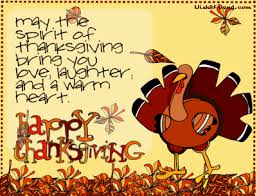 May the
spirit of
thanksgiving
bring you
love, laughter,
and a warm
heart.
Happy
Thanksgiving